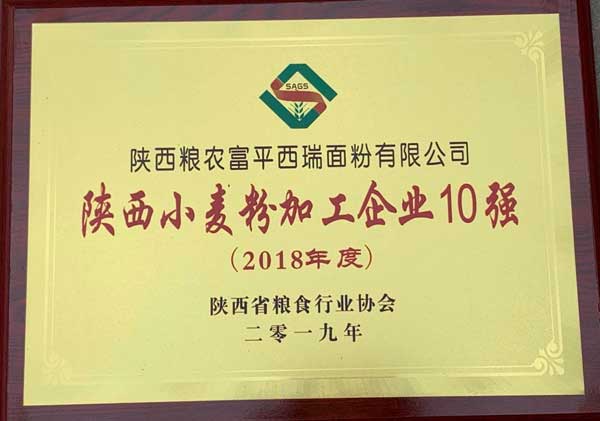 SAGS
陕西粮农富平西瑞面粉有限公司
陕西小麦粉加工企业10强
(2018年度)
陕西省粮食行业协会
二零一九年